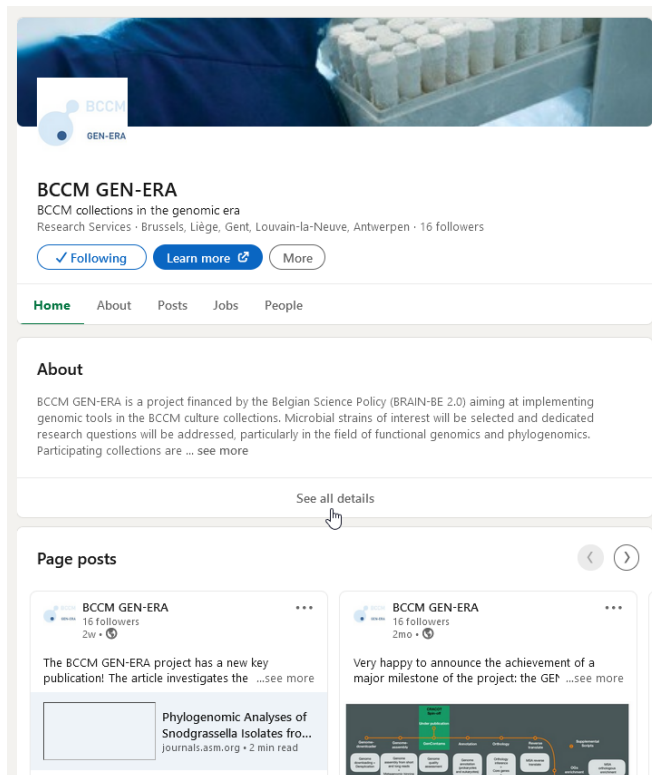 BCCM
GEN-ERA
BCCM GEN-ERA
BCCM collections in the genomic era
Research Services · Brussels, Liège, Gent, Louvain-la-Neuve, Antwerpen · 16 followers
Following
Learn more
More
Home About Posts Jobs People
About
BCCM GEN-ERA is a project financed by the Belgian Science Policy (BRAIN-BE 2.0) aiming at implementing
genomic tools in the BCCM culture collections. Microbial strains of interest will be selected and dedicated
research questions will be addressed, particularly in the field of functional genomics and phylogenomics.
Participating collections are ... see more
See all details
Page posts
BCCM GEN-ERA
16 followers
2w •
The BCCM GEN-ERA project has a new key
publication! The article investigates the ...see more
Phylogenomic Analyses of
Snodgrassella Isolates fro...
journals.asm.org • 2 min read
BCCM GEN-ERA
16 followers
2mo •
Very happy to announce the achievement of a
major milestone of the project: the GEN ...see more